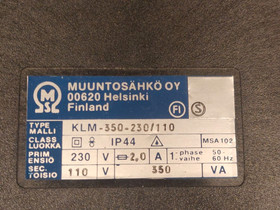 MUUNTOSÄHKÖ OY
00620 Helsinki
Finland
MSOY
FI S
TYPE MALLI KLM-350-230/110
CLASS LUOKKA IP44 MSA102
PRIM ENSIO 230 V 2,0 A 1-phase vaihe 50-60 Hz
SEC. TOISIO 110 V 350 VA